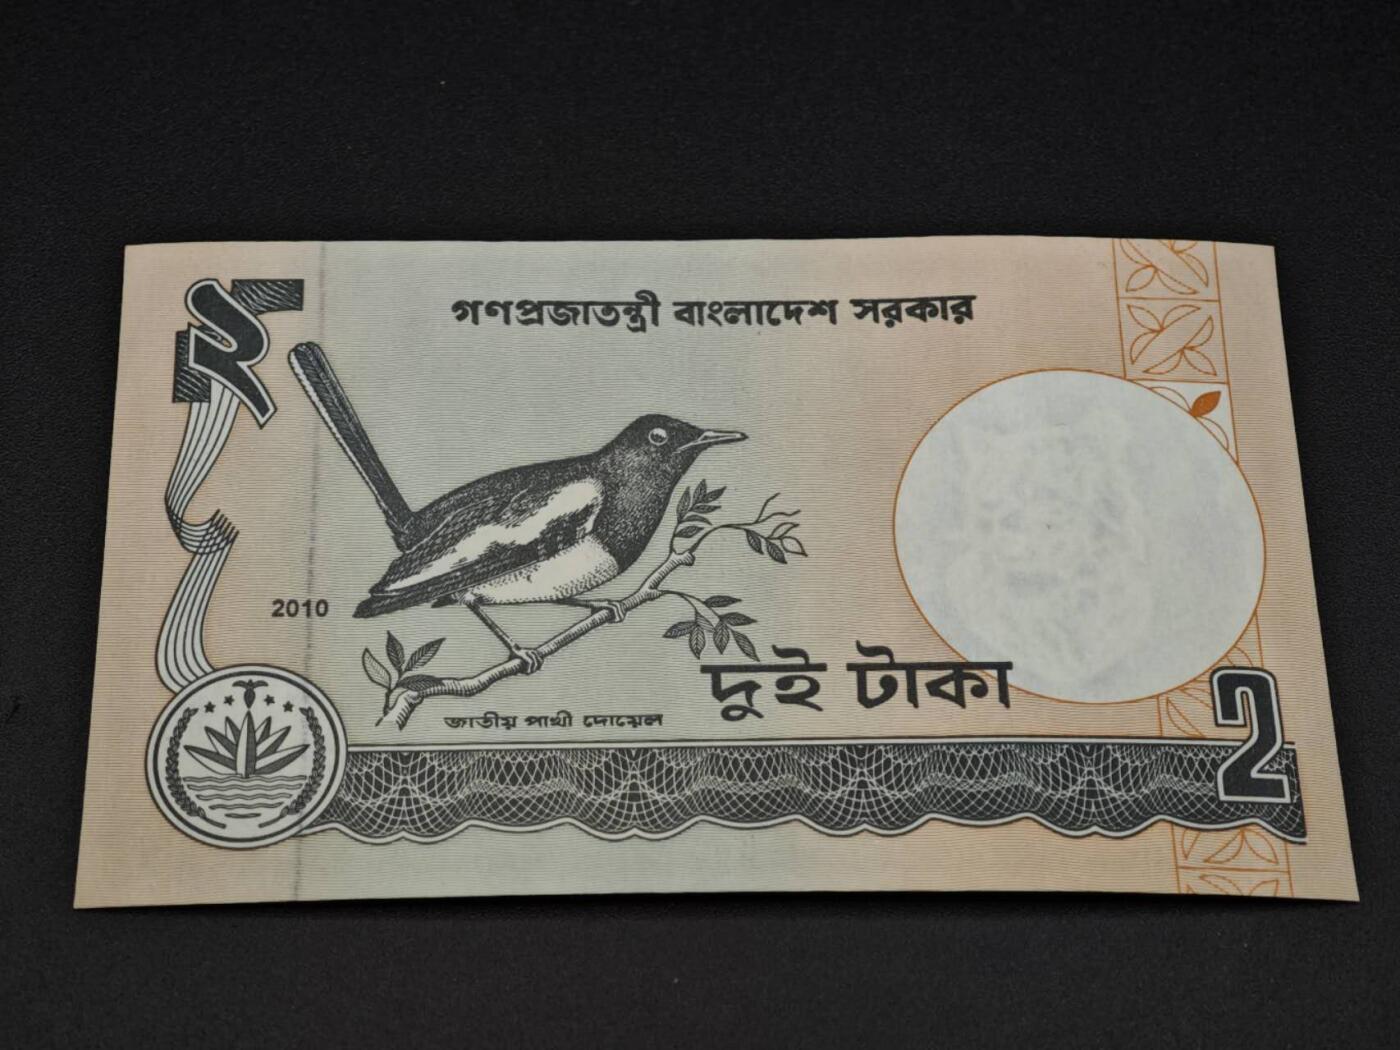 ২
গণপ্রজাতন্ত্রী বাংলাদেশ সরকার
2010
দুই টাকা
জাতীয় পাখী দোয়েল
2